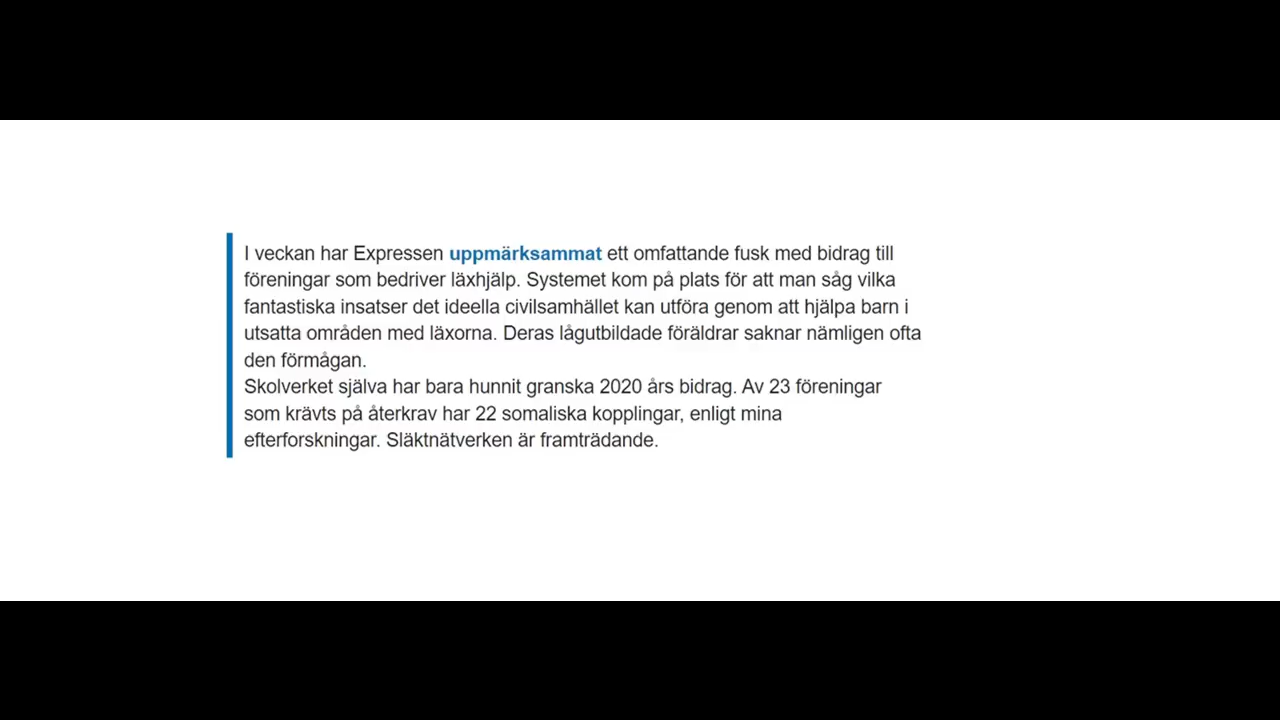 I veckan har Expressen uppmärksammat ett omfattande fusk med bidrag till
föreningar som bedriver läxhjälp. Systemet kom på plats för att man såg vilka
fantastiska insatser det ideella civilsamhället kan utföra genom att hjälpa barn i
utsatta områden med läxorna. Deras lågutbildade föräldrar saknar nämligen ofta
den förmågan.
Skolverket själva har bara hunnit granska 2020 års bidrag. Av 23 föreningar
som krävts på återkrav har 22 somaliska kopplingar, enligt mina
efterforskningar. Släktnätverken är framträdande.